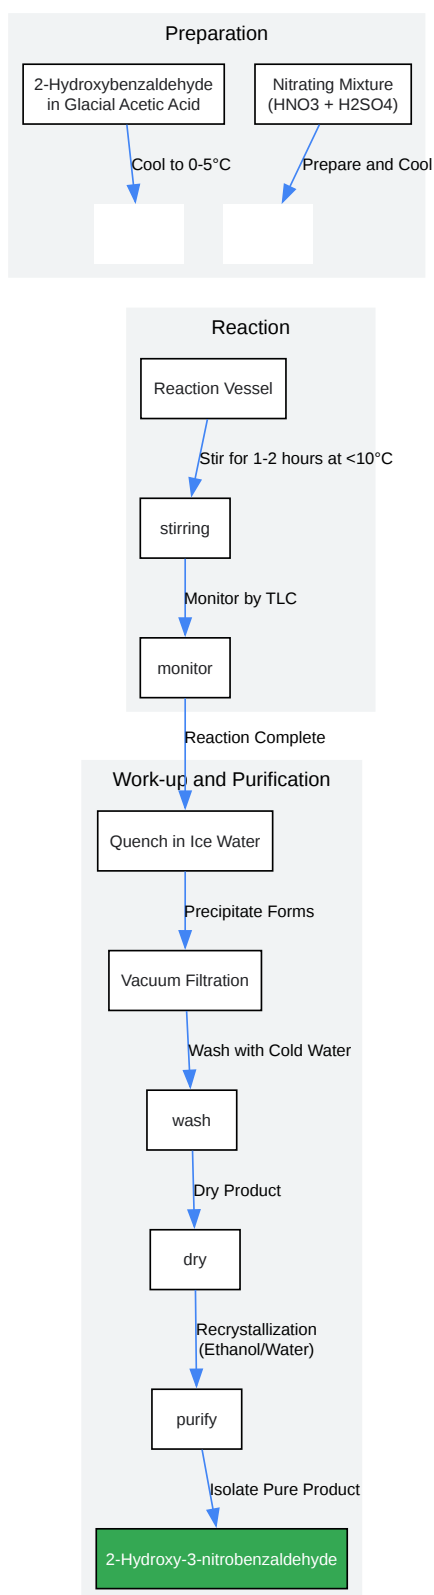 Preparation
2-Hydroxybenzaldehyde
in Glacial Acetic Acid
Nitrating Mixture
(HNO3 + H2SO4)
Cool to 0-5°C
Prepare and Cool
Reaction
Reaction Vessel
Stir for 1-2 hours at <10°C
stirring
Monitor by TLC
monitor
Reaction Complete
Work-up and Purification
Quench in Ice Water
Precipitate Forms
Vacuum Filtration
Wash with Cold Water
wash
Dry Product
dry
Recrystallization
(Ethanol/Water)
purify
Isolate Pure Product
2-Hydroxy-3-nitrobenzaldehyde